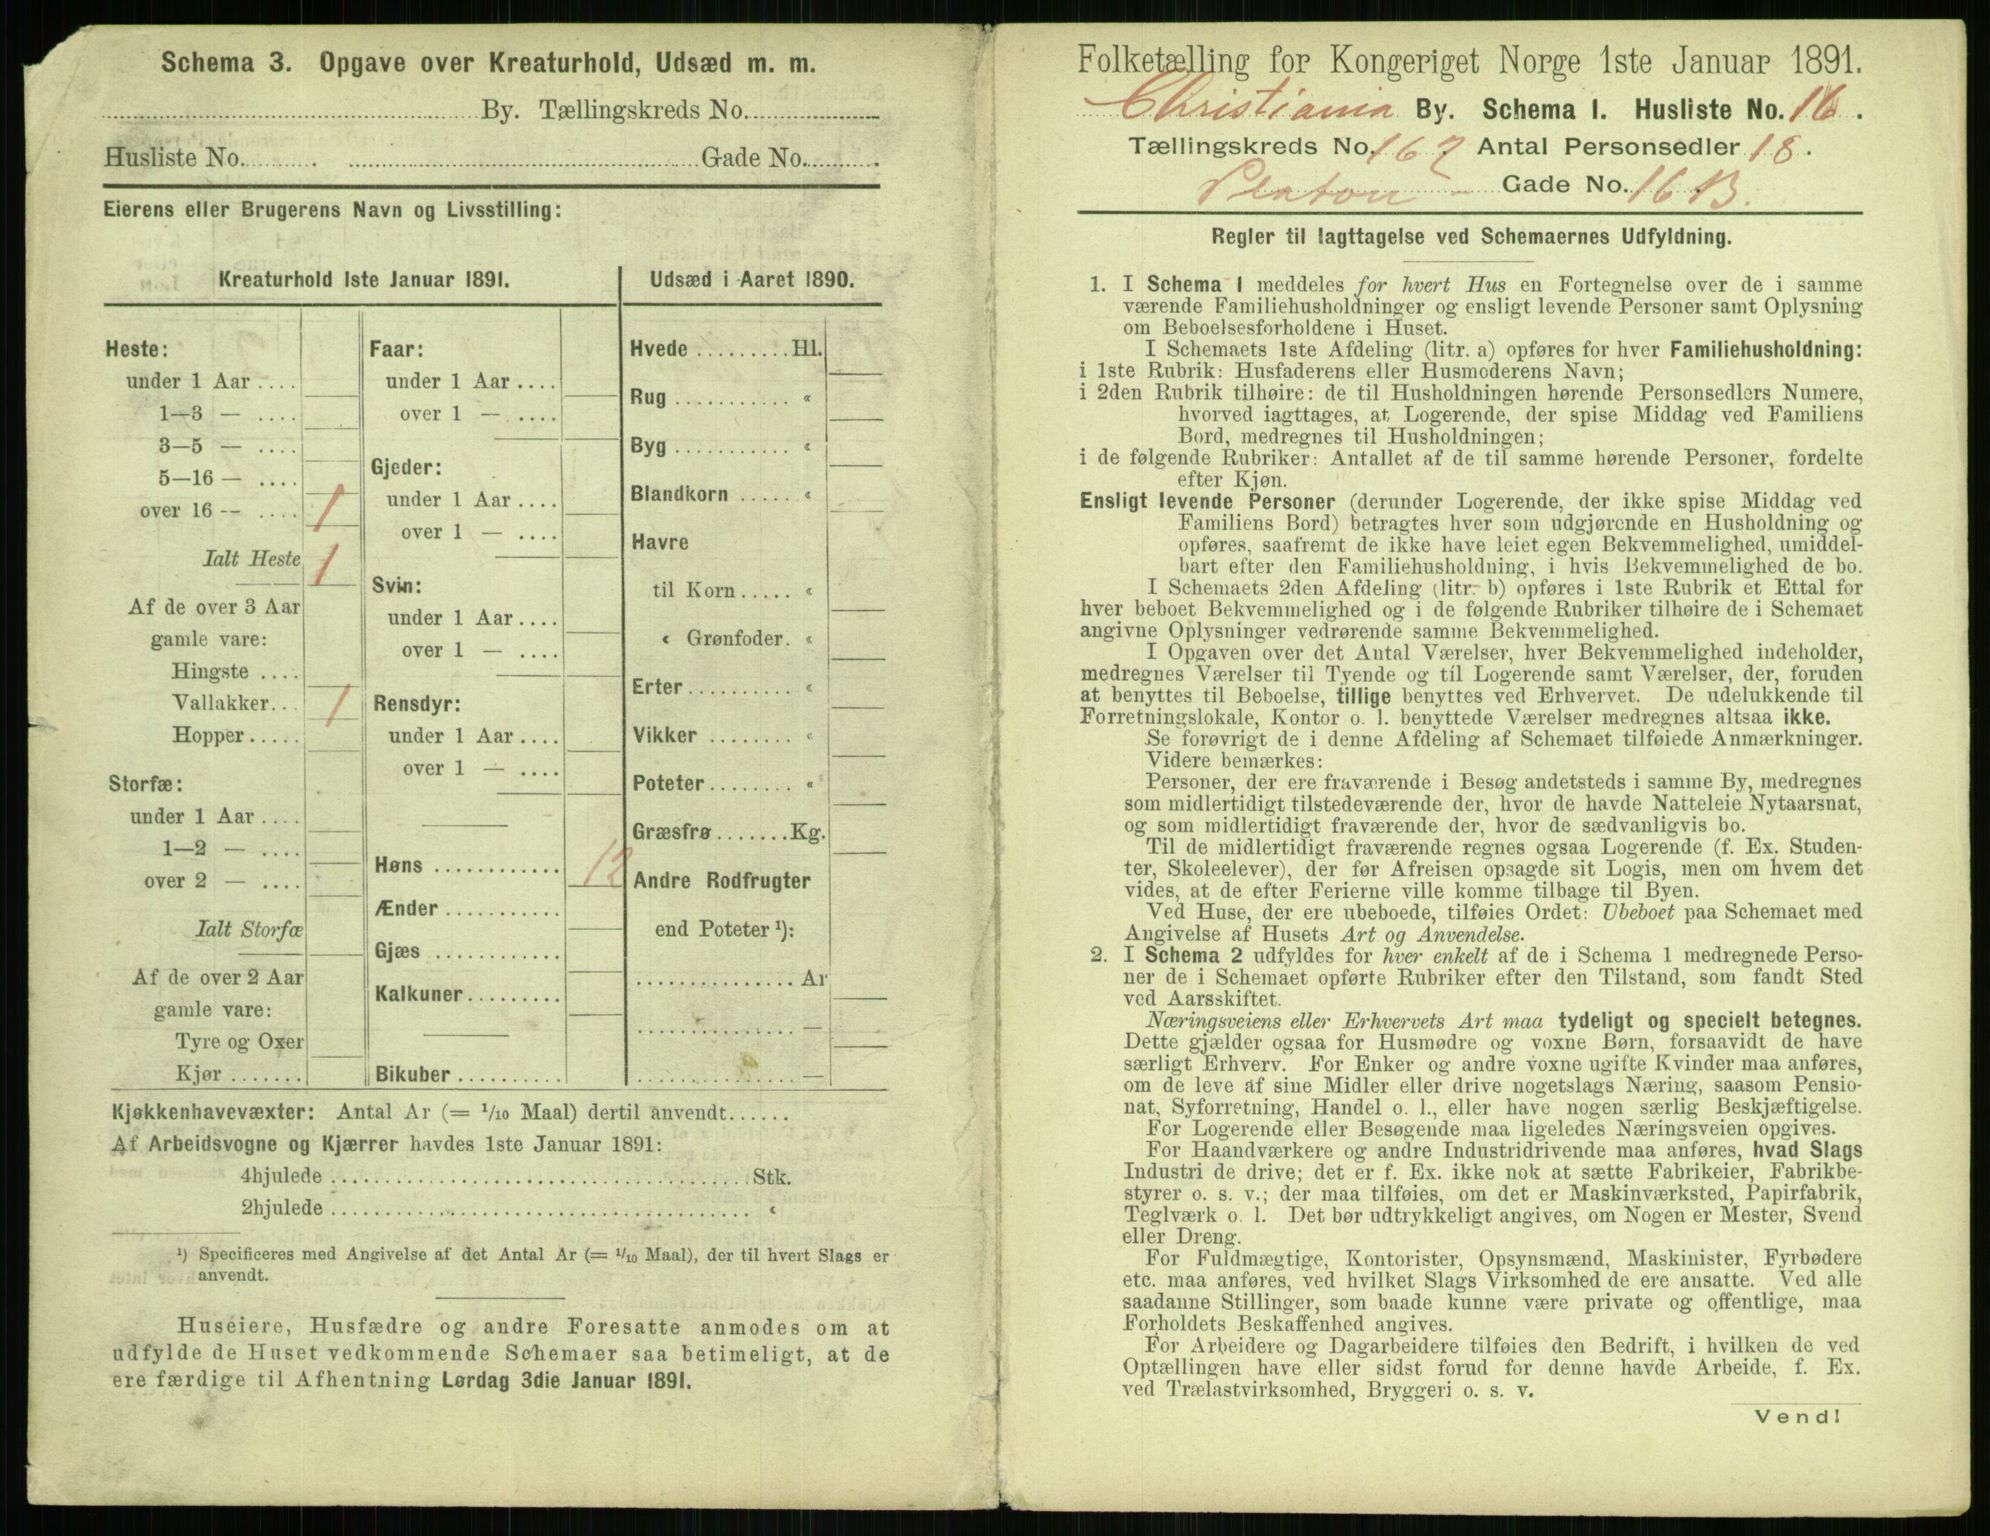 Schema 3. Opgave over Kreaturhold, Udsæd m. m.
By. Tællingskreds No.
Husliste No. Gade No.
Eierens eller Brugerens Navn og Livsstilling:
Kreaturhold 1ste Januar 1891.
Heste:
under 1 Aar
1—3 —
3—5 —
5—16 —
over 16 — 1
Ialt Heste 1
Af de over 3 Aar
gamle vare:
Hingste
Vallakker 1
Hopper
Storfæ:
under 1 Aar
1—2 —
over 2 —
Ialt Storfæ
Af de over 2 Aar
gamle vare:
Tyre og Oxer
Kjør
Faar:
under 1 Aar
over 1 —
Gjeder:
under 1 Aar
over 1 —
Svin:
under 1 Aar
over 1 —
Rensdyr:
under 1 Aar
over 1 —
Høns 12
Ænder
Gjæs
Kalkuner
Bikuber
Udsæd i Aaret 1890.
Hvede Hl.
Rug «
Byg «
Blandkorn «
Havre
til Korn «
« Grønfoder. «
Erter «
Vikker «
Poteter «
Græsfrø Kg.
Andre Rodfrugter
end Poteter ¹):
Ar
—
—
Kjøkkenhavevæxter: Antal Ar (= 1/10 Maal) dertil anvendt
Af Arbeidsvogne og Kjærrer havdes 1ste Januar 1891:
4hjulede Stk.
2hjulede «
¹) Specificeres med Angivelse af det Antal Ar (= 1/10 Maal), der til hvert Slags er
anvendt.
Huseiere, Husfædre og andre Foresatte anmodes om at
udfylde de Huset vedkommende Schemaer saa betimeligt, at de
ere færdige til Afhentning Lørdag 3die Januar 1891.
Folketælling for Kongeriget Norge 1ste Januar 1891.
Christiania By. Schema I. Husliste No. 16.
Tællingskreds No. 167 Antal Personsedler 18.
Platou - Gade No. 16 B.
Regler til Iagttagelse ved Schemaernes Udfyldning.
1. I Schema I meddeles for hvert Hus en Fortegnelse over de i samme
værende Familiehusholdninger og ensligt levende Personer samt Oplysning
om Beboelsesforholdene i Huset.
I Schemaets 1ste Afdeling (litr. a) opføres for hver Familiehusholdning:
i 1ste Rubrik: Husfaderens eller Husmoderens Navn;
i 2den Rubrik tilhøire: de til Husholdningen hørende Personsedlers Numere,
hvorved iagttages, at Logerende, der spise Middag ved Familiens
Bord, medregnes til Husholdningen;
i de følgende Rubriker: Antallet af de til samme hørende Personer, fordelte
efter Kjøn.
Ensligt levende Personer (derunder Logerende, der ikke spise Middag ved
Familiens Bord) betragtes hver som udgjørende en Husholdning og
opføres, saafremt de ikke have leiet egen Bekvemmelighed, umiddel-
bart efter den Familiehusholdning, i hvis Bekvemmelighed de bo.
I Schemaets 2den Afdeling (litr. b) opføres i 1ste Rubrik et Ettal for
hver beboet Bekvemmelighed og i de følgende Rubriker tilhøire de i Schemaet
angivne Oplysninger vedrørende samme Bekvemmelighed.
I Opgaven over det Antal Værelser, hver Bekvemmelighed indeholder,
medregnes Værelser til Tyende og til Logerende samt Værelser, der, foruden
at benyttes til Beboelse, tillige benyttes ved Erhvervet. De udelukkende til
Forretningslokale, Kontor o. l. benyttede Værelser medregnes altsaa ikke.
Se forøvrigt de i denne Afdeling af Schemaet tilføiede Anmærkninger.
Videre bemærkes:
Personer, der ere fraværende i Besøg andetsteds i samme By, medregnes
som midlertidigt tilstedeværende der, hvor de havde Natteleie Nytaarsnat,
og som midlertidigt fraværende der, hvor de sædvanligvis bo.
Til de midlertidigt fraværende regnes ogsaa Logerende (f. Ex. Studen-
ter, Skoleelever), der før Afreisen opsagde sit Logis, men om hvem det
vides, at de efter Ferierne ville komme tilbage til Byen.
Ved Huse, der ere ubeboede, tilføies Ordet: Ubeboet paa Schemaet med
Angivelse af Husets Art og Anvendelse.
2. I Schema 2 udfyldes for hver enkelt af de i Schema 1 medregnede Perso-
ner de i Schemaet opførte Rubriker efter den Tilstand, som fandt Sted
ved Aarsskiftet.
Næringsveiens eller Erhvervets Art maa tydeligt og specielt betegnes.
Dette gjælder ogsaa for Husmødre og voxne Børn, forsaavidt de have
særligt Erhverv. For Enker og andre voxne ugifte Kvinder maa anføres,
om de leve af sine Midler eller drive nogetslags Næring, saasom Pensio-
nat, Syforretning, Handel o. l., eller have nogen særlig Beskjæftigelse.
For Logerende eller Besøgende maa ligeledes Næringsveien opgives.
For Haandværkere og andre Industridrivende maa anføres, hvad Slags
Industri de drive; det er f. Ex. ikke nok at sætte Fabrikeier, Fabrikbe-
styrer o. s. v.; der maa tilføies, om det er Maskinværksted, Papirfabrik,
Teglværk o. l. Det bør udtrykkeligt angives, om Nogen er Mester, Svend
eller Dreng.
For Fuldmægtige, Kontorister, Opsynsmænd, Maskinister, Fyrbødere
etc. maa anføres, ved hvilket Slags Virksomhed de ere ansatte. Ved alle
saadanne Stillinger, som baade kunne være private og offentlige, maa
Forholdets Beskaffenhed angives.
For Arbeidere og Dagarbeidere tilføies den Bedrift, i hvilken de ved
Optællingen have eller sidst forud for denne havde Arbeide, f. Ex.
ved Trælastvirksomhed, Bryggeri o. s. v.
Vend!